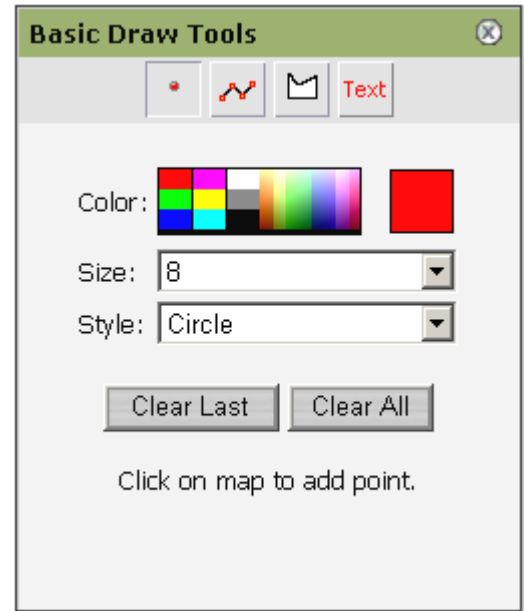 Basic Draw Tools
Text
Color:
Size: 8
Style: Circle
Clear Last Clear All
Click on map to add point.